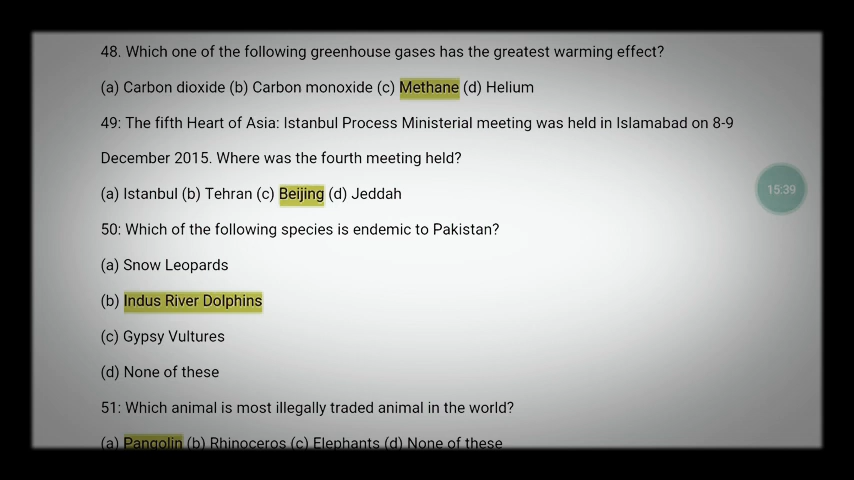 48. Which one of the following greenhouse gases has the greatest warming effect?
(a) Carbon dioxide (b) Carbon monoxide (c) Methane (d) Helium
49: The fifth Heart of Asia: Istanbul Process Ministerial meeting was held in Islamabad on 8-9
December 2015. Where was the fourth meeting held?
(a) Istanbul (b) Tehran (c) Beijing (d) Jeddah
15:39
50: Which of the following species is endemic to Pakistan?
(a) Snow Leopards
(b) Indus River Dolphins
(c) Gypsy Vultures
(d) None of these
51: Which animal is most illegally traded animal in the world?
(a) Pangolin (b) Rhinoceros (c) Elephants (d) None of these